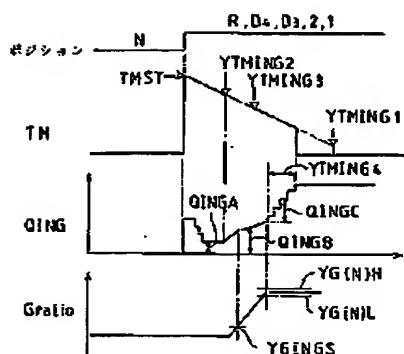 R,D4,D3,2,1
ポジション N
YTMING2
TMST
YTMING3
YTMING1
TM
YTMING4
QINGA
QINGC
QING
QINGB
YG(N)H
YG(N)L
Gratio
YGINGS